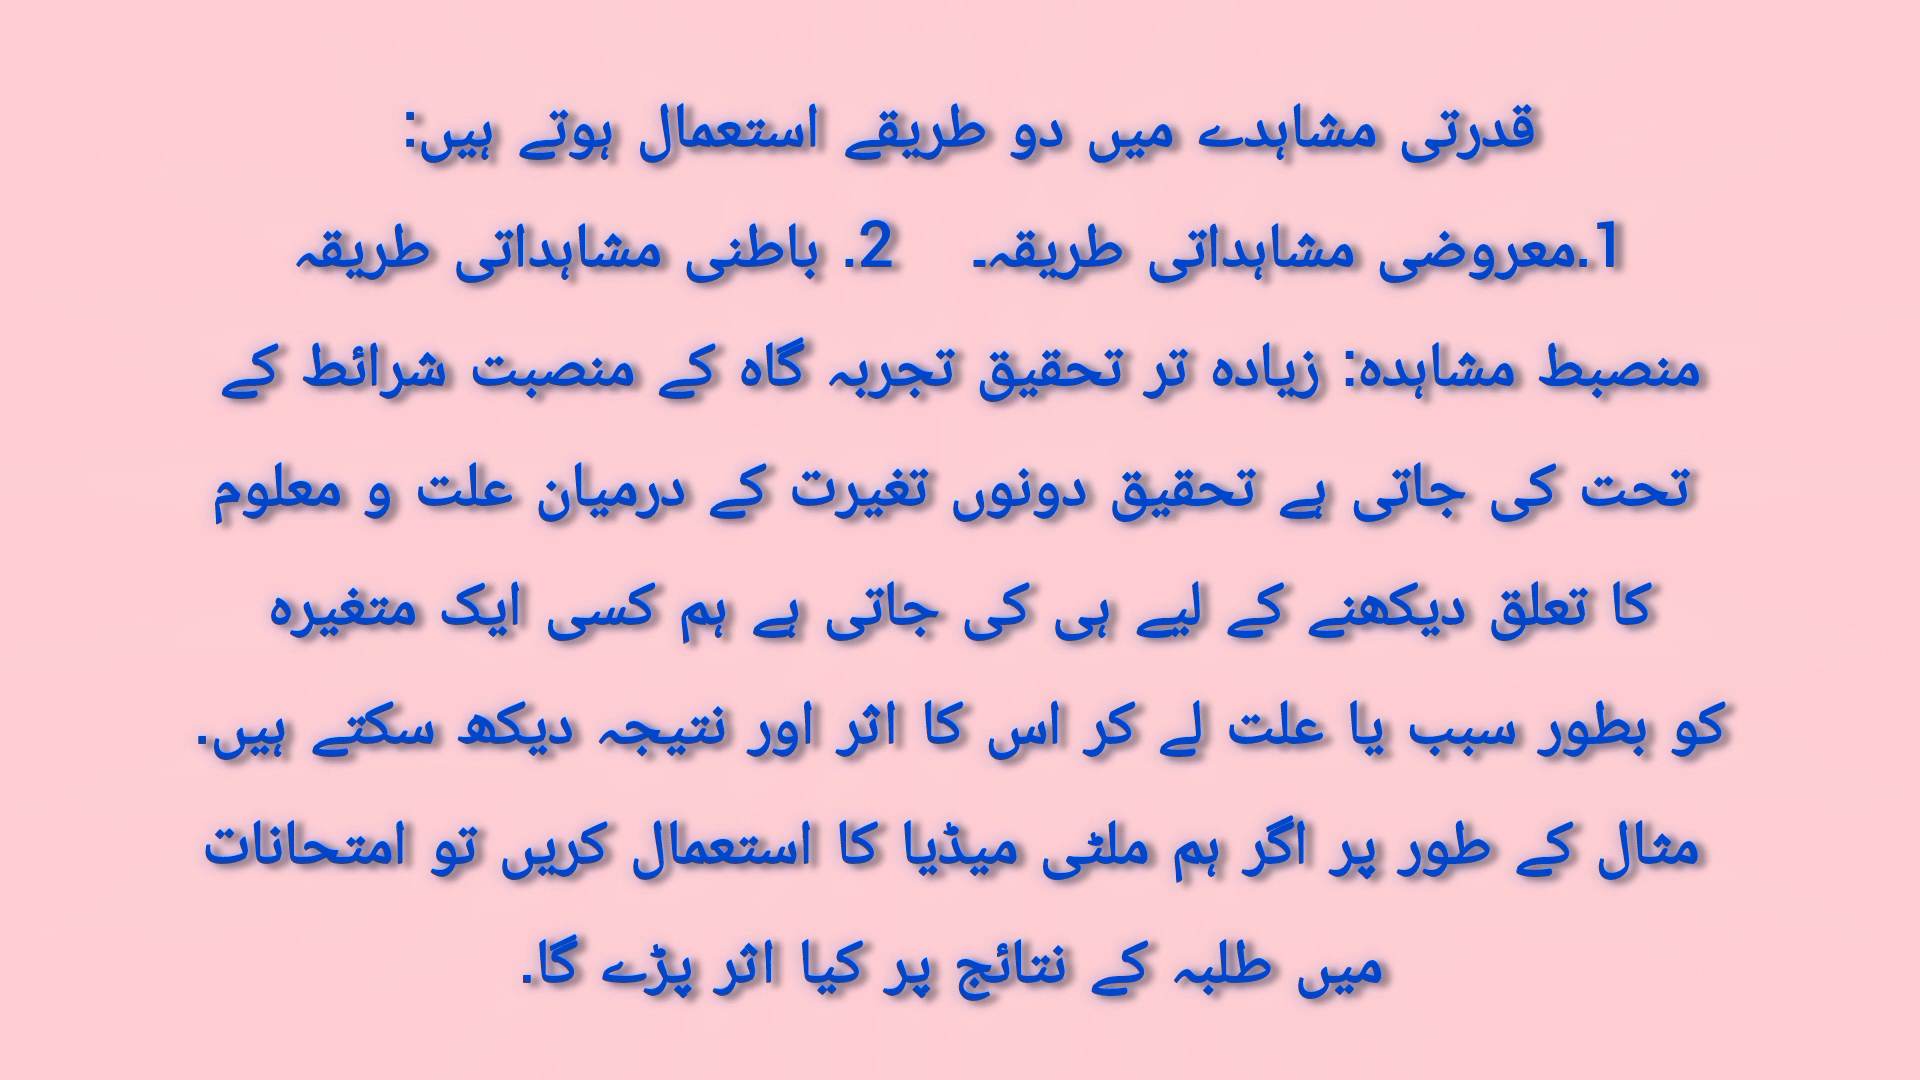 قدرتی مشاہدے میں دو طریقے استعمال ہوتے ہیں:
1.معروضی مشاہداتی طریقہ۔ 2. باطنی مشاہداتی طریقہ
منصبط مشاہدہ: زیادہ تر تحقیق تجربہ گاہ کے منصبت شرائط کے
تحت کی جاتی ہے تحقیق دونوں تغیرت کے درمیان علت و معلوم
کا تعلق دیکھنے کے لیے ہی کی جاتی ہے ہم کسی ایک متغیرہ
کو بطور سبب یا علت لے کر اس کا اثر اور نتیجہ دیکھ سکتے ہیں.
مثال کے طور پر اگر ہم ملٹی میڈیا کا استعمال کریں تو امتحانات
میں طلبہ کے نتائج پر کیا اثر پڑے گا.